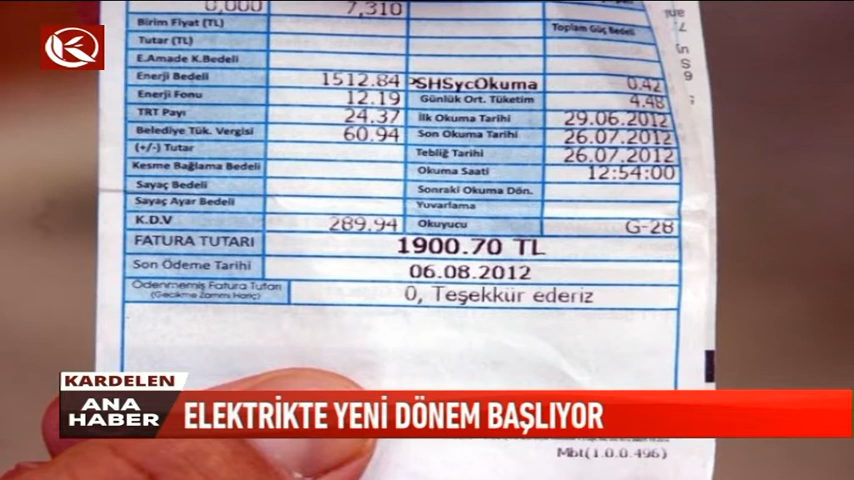 0,000 7,310
Birim Fiyat (TL) Toplam Güç Bedeli
Tutar (TL)
E.Amade K.Bedeli
Enerji Bedeli 1512.84 >SHSycOkuma 0.42
Enerji Fonu 12.19 Günlük Ort. Tüketim 4.48
TRT Payı 24.37 İlk Okuma Tarihi 29.06.2012
Belediye Tük. Vergisi 60.94 Son Okuma Tarihi 26.07.2012
(+/-) Tutar Tebliğ Tarihi 26.07.2012
Kesme Bağlama Bedeli Okuma Saati 12:54:00
Sayaç Bedeli Sonraki Okuma Dön.
Sayaç Ayar Bedeli Yuvarlama
K.D.V 289.94 Okuyucu G-28
FATURA TUTARI 1900.70 TL
Son Ödeme Tarihi 06.08.2012
Ödenmemiş Fatura Tutarı 0, Teşekkür ederiz
(Gecikme Zammı Hariç)
KARDELEN
ANA HABER
ELEKTRİKTE YENİ DÖNEM BAŞLIYOR
Mbt(1.0.0.496)